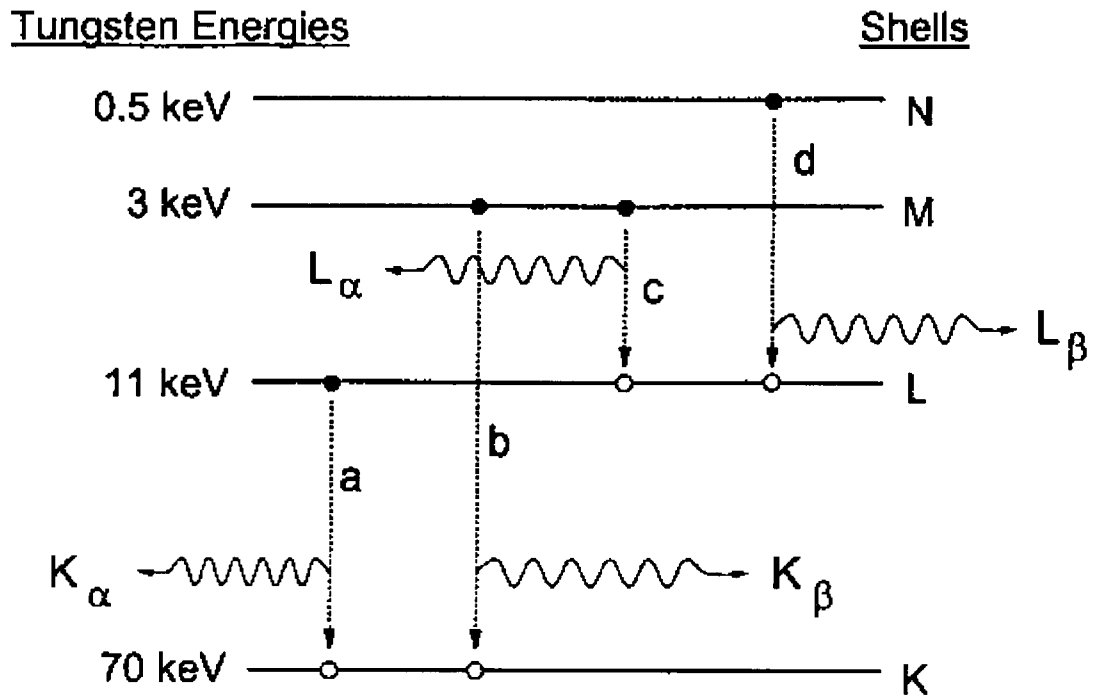 Tungsten Energies Shells
0.5 keV N
d
3 keV M
Lα c
Lβ
11 keV L
b
a
Kα Kβ
70 keV K